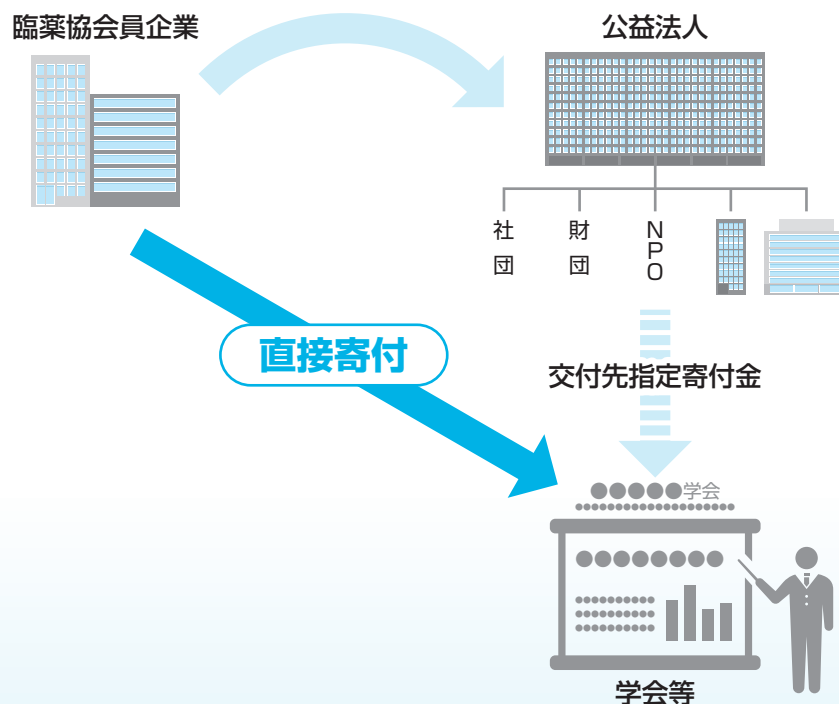 臨薬協会員企業
公益法人
社団
財団
NPO
直接寄付
交付先指定寄付金
●●●●●学会
学会等